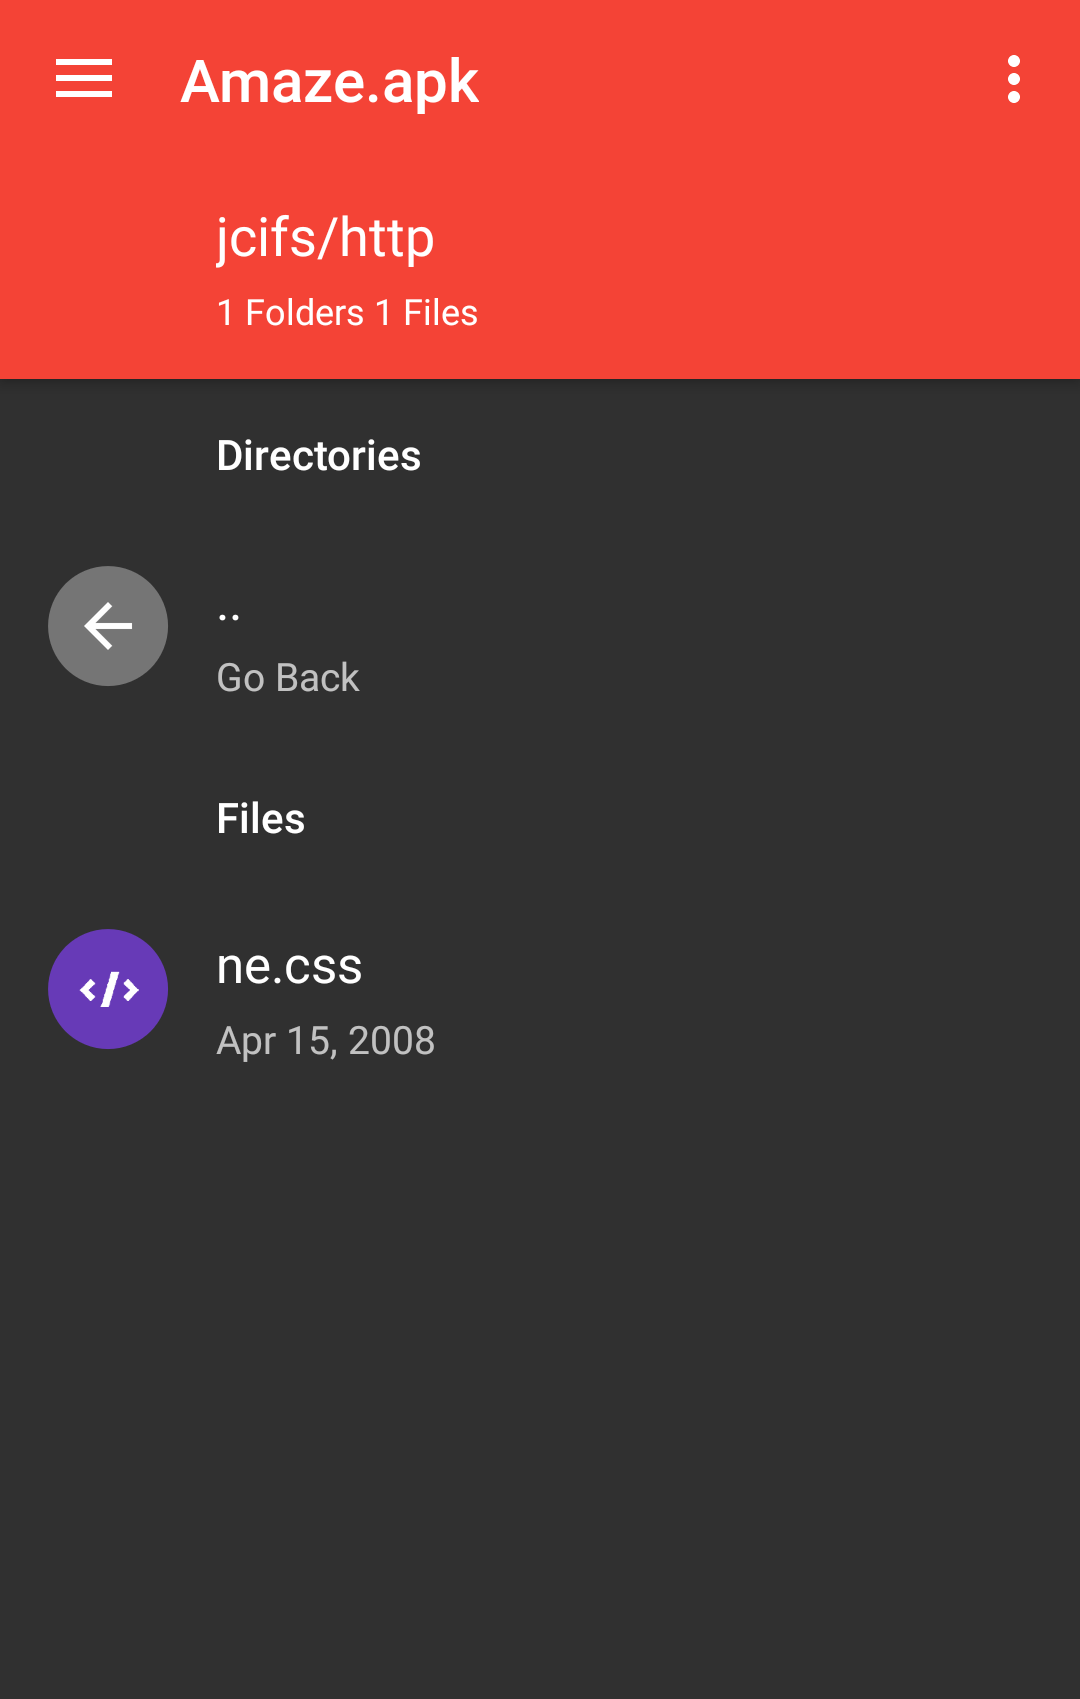 Amaze.apk
jcifs/http
1 Folders 1 Files
Directories
..
Go Back
Files
ne.css
Apr 15, 2008